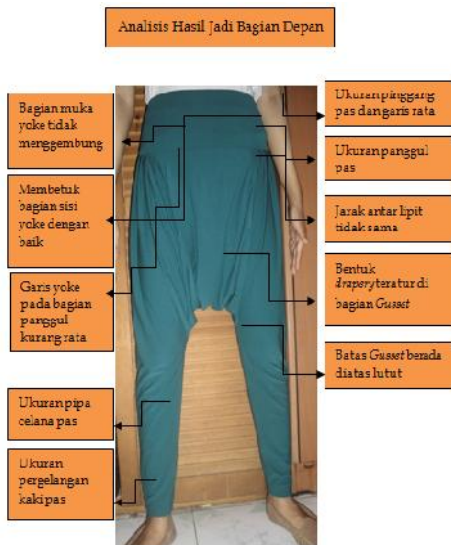 Analisis Hasil Jadi Bagian Depan
Bagian muka
yoke tidak
menggembung
Membetuk
bagian sisi
yoke dengan
baik
Garis yoke
pada bagian
panggul
kurang rata
Ukuran pipa
celana pas
Ukuran
pergelangan
kaki pas
Ukuran pinggang
pas dan garis rata
Ukuran panggul
pas
Jarak antar lipit
tidak sama
Bentuk
drapery teratur di
bagian Gusset
Batas Gusset berada
diatas lutut